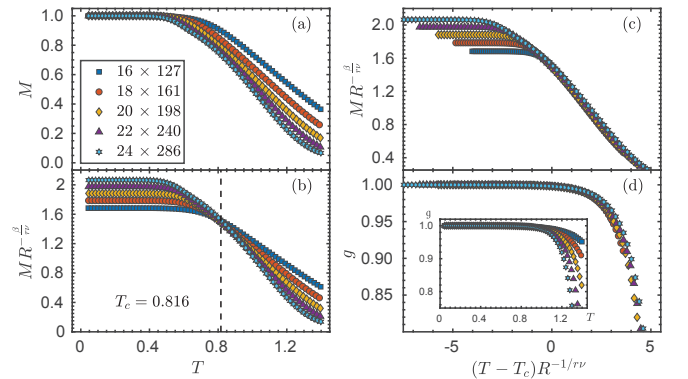 (a)
M
1.0
0.8
0.6
0.4
0.2
0.0
16 × 127
18 × 161
20 × 198
22 × 240
24 × 286
(b)
MR^{-β/rν}
2
1.6
1.2
0.8
0.4
0
T_c = 0.816
0 0.4 0.8 1.2
T
(c)
MR^{-β/rν}
2.0
1.6
1.2
0.8
0.4
(d)
g
1.00
0.95
0.90
0.85
g
1
0.9
0.8
0 0.4 0.8 1.2 T
-5 0 5
(T − T_c)R^{-1/rν}